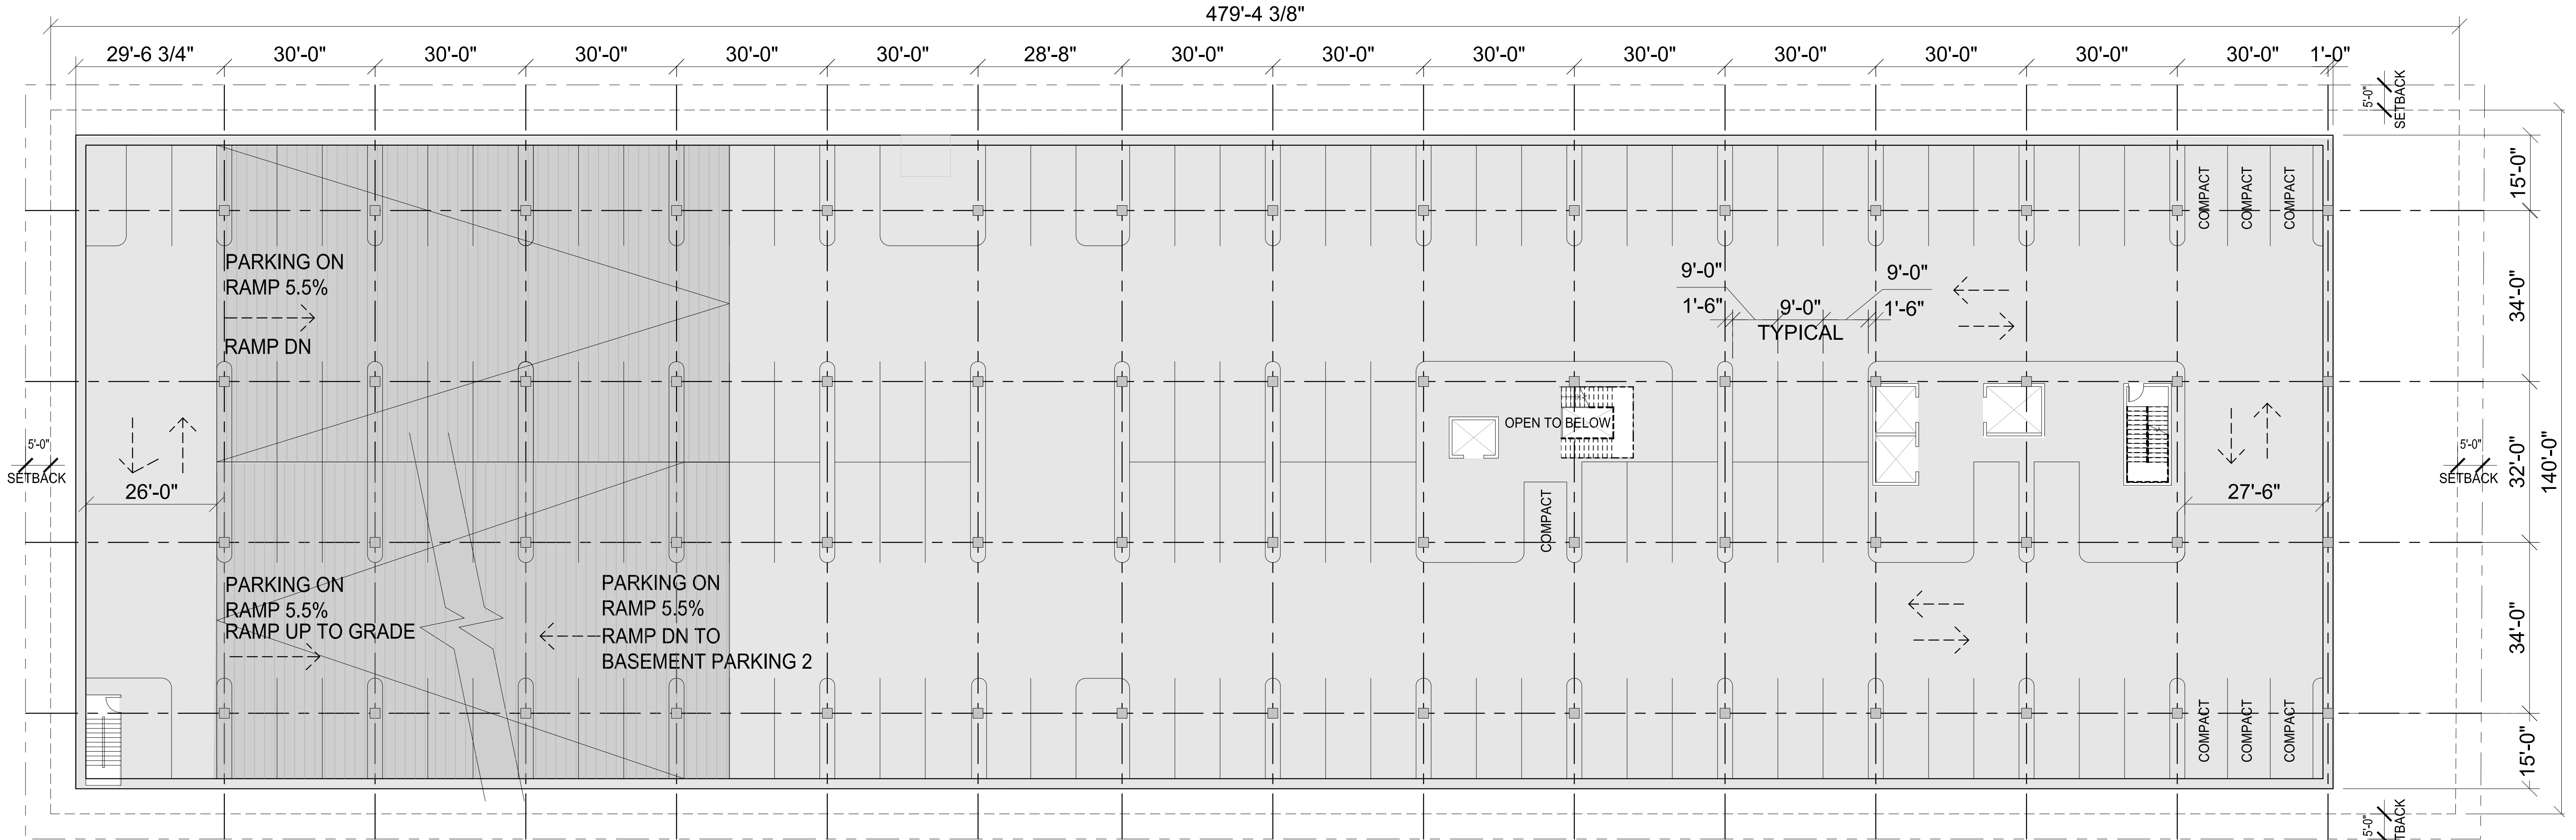 479'-4 3/8"
29'-6 3/4"
30'-0"
30'-0"
30'-0"
30'-0"
30'-0"
28'-8"
30'-0"
30'-0"
30'-0"
30'-0"
30'-0"
30'-0"
30'-0"
30'-0"
1'-0"
5'-0"
SETBACK
15'-0"
COMPACT
COMPACT
COMPACT
PARKING ON
RAMP 5.5%
RAMP DN
9'-0"
9'-0"
1'-6"
9'-0"
1'-6"
TYPICAL
34'-0"
OPEN TO BELOW
5'-0"
SETBACK
26'-0"
COMPACT
27'-6"
5'-0"
SETBACK
32'-0"
140'-0"
PARKING ON
RAMP 5.5%
RAMP UP TO GRADE
PARKING ON
RAMP 5.5%
RAMP DN TO
BASEMENT PARKING 2
34'-0"
COMPACT
COMPACT
COMPACT
15'-0"
5'-0"
TBACK